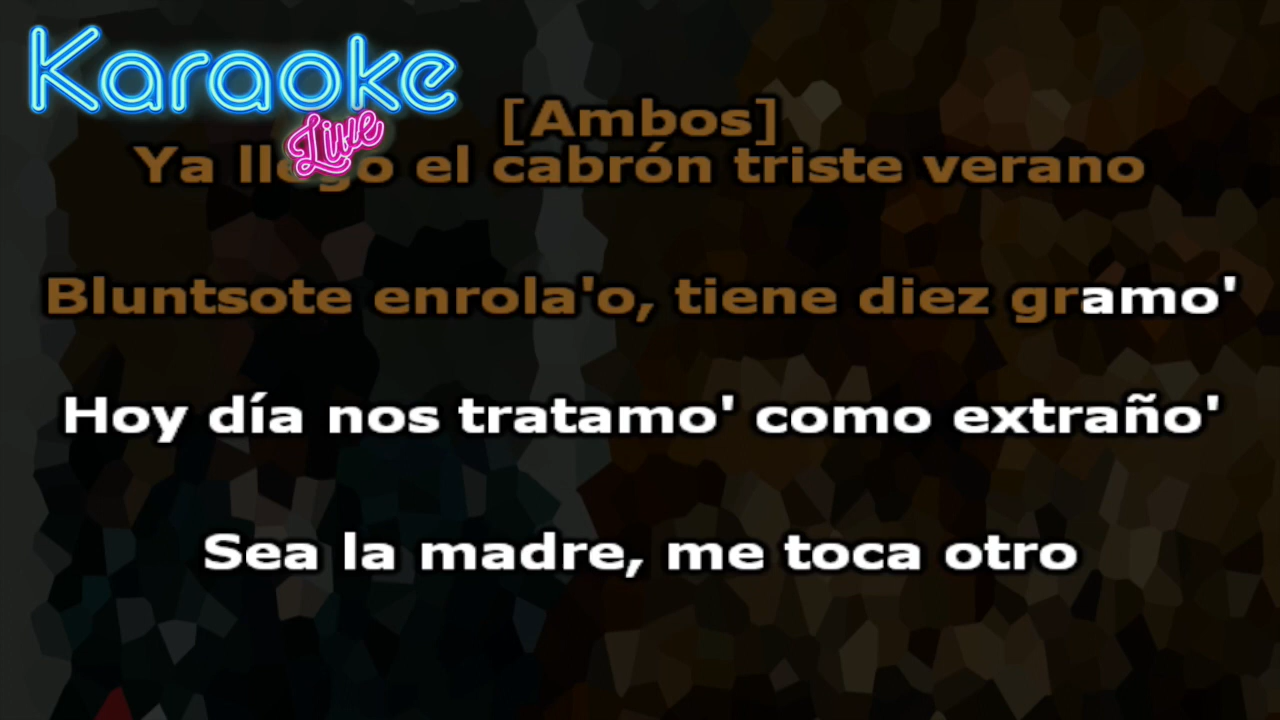 Karaoke
Live
[Ambos]
Ya llego el cabrón triste verano
Bluntsote enrola'o, tiene diez gramo'
Hoy día nos tratamo' como extraño'
Sea la madre, me toca otro